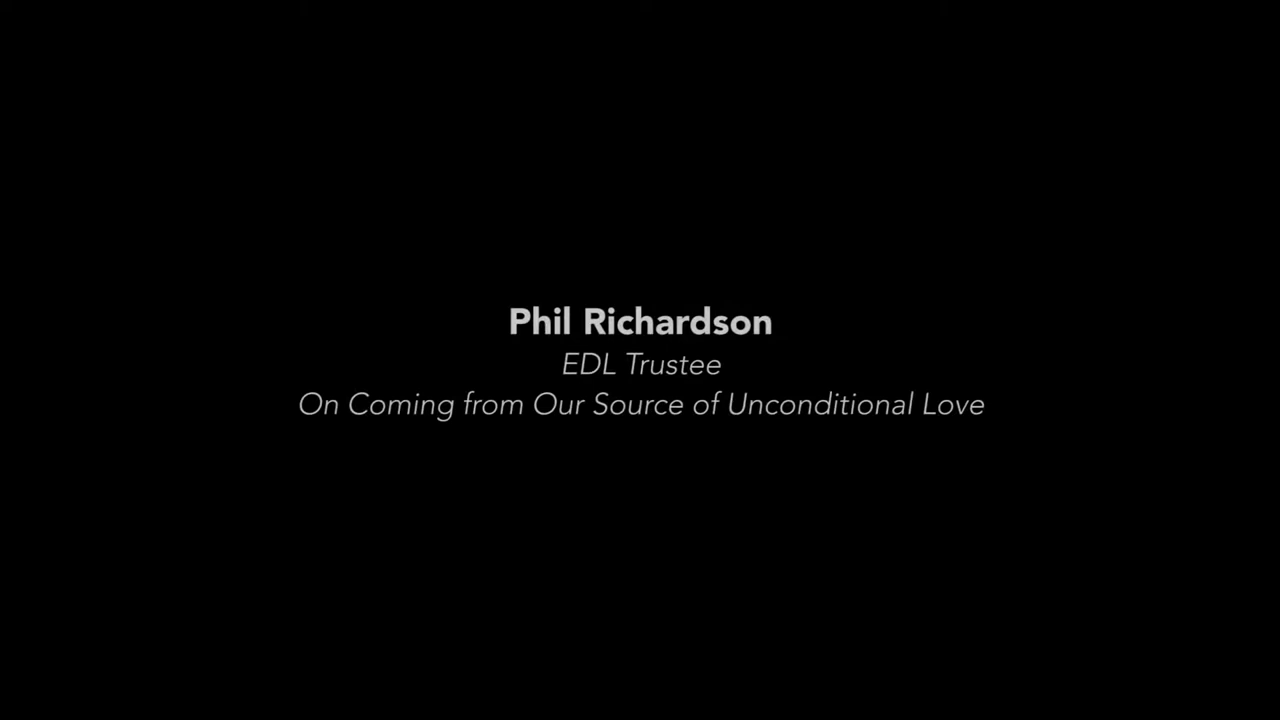 Phil Richardson
EDL Trustee
On Coming from Our Source of Unconditional Love